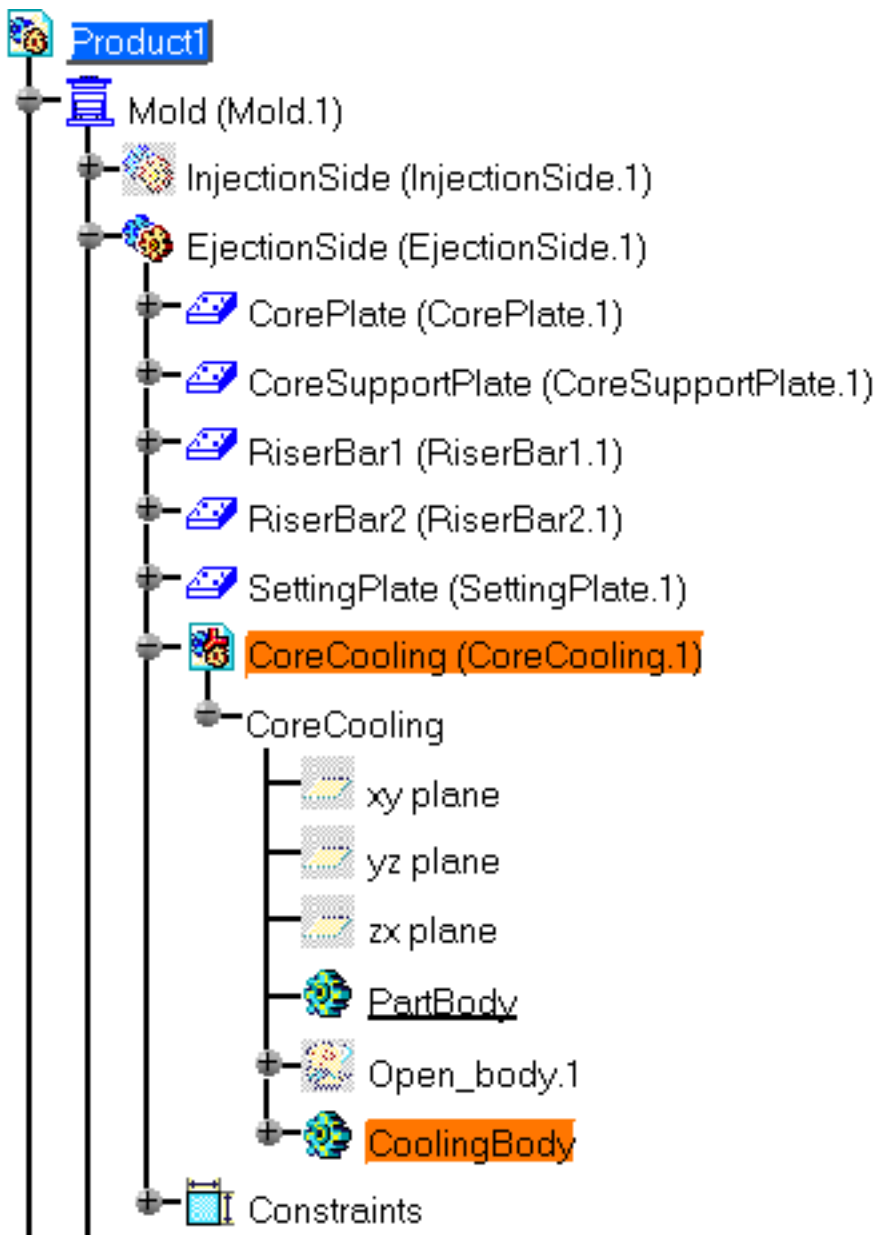 Product1
Mold (Mold.1)
InjectionSide (InjectionSide.1)
EjectionSide (EjectionSide.1)
CorePlate (CorePlate.1)
CoreSupportPlate (CoreSupportPlate.1)
RiserBar1 (RiserBar1.1)
RiserBar2 (RiserBar2.1)
SettingPlate (SettingPlate.1)
CoreCooling (CoreCooling.1)
CoreCooling
xy plane
yz plane
zx plane
PartBody
Open_body.1
CoolingBody
Constraints